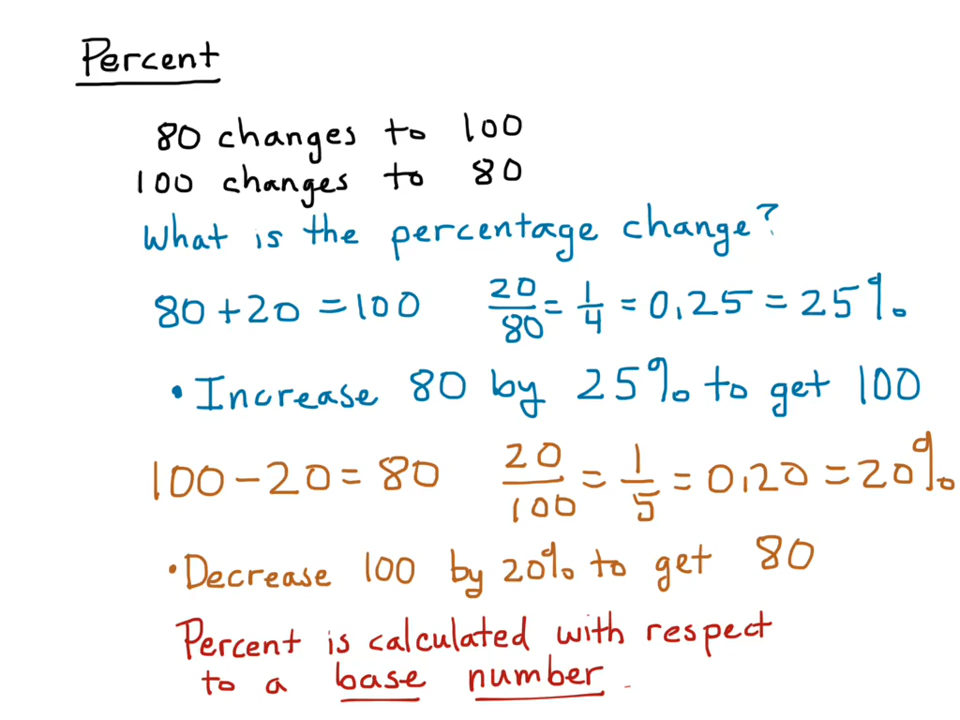 Percent
80 changes to 100
100 changes to 80
What is the percentage change?
80 + 20 = 100 20/80 = 1/4 = 0.25 = 25%
• Increase 80 by 25% to get 100
100 - 20 = 80 20/100 = 1/5 = 0.20 = 20%
• Decrease 100 by 20% to get 80
Percent is calculated with respect
to a base number.